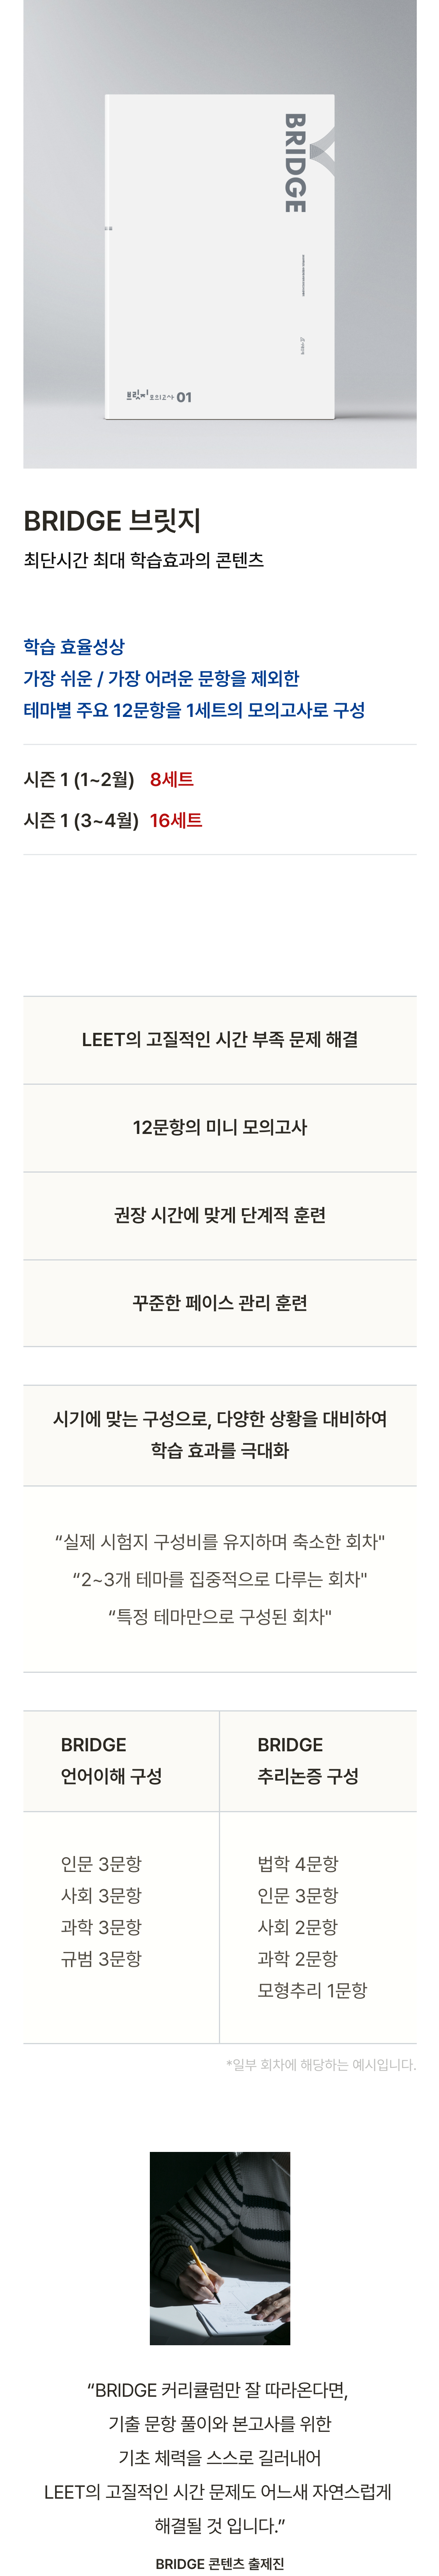 BRIDGE
브릿지 모의고사 01
BRIDGE 브릿지
최단시간 최대 학습효과의 콘텐츠
학습 효율성상
가장 쉬운 / 가장 어려운 문항을 제외한
테마별 주요 12문항을 1세트의 모의고사로 구성
시즌 1 (1~2월) 8세트
시즌 1 (3~4월) 16세트
LEET의 고질적인 시간 부족 문제 해결
12문항의 미니 모의고사
권장 시간에 맞게 단계적 훈련
꾸준한 페이스 관리 훈련
시기에 맞는 구성으로, 다양한 상황을 대비하여
학습 효과를 극대화
“실제 시험지 구성비를 유지하며 축소한 회차"
“2~3개 테마를 집중적으로 다루는 회차"
“특정 테마만으로 구성된 회차"
BRIDGE
언어이해 구성
인문 3문항
사회 3문항
과학 3문항
규범 3문항
BRIDGE
추리논증 구성
법학 4문항
인문 3문항
사회 2문항
과학 2문항
모형추리 1문항
*일부 회차에 해당하는 예시입니다.
“BRIDGE 커리큘럼만 잘 따라온다면,
기출 문항 풀이와 본고사를 위한
기초 체력을 스스로 길러내어
LEET의 고질적인 시간 문제도 어느새 자연스럽게
해결될 것 입니다.”
BRIDGE 콘텐츠 출제진